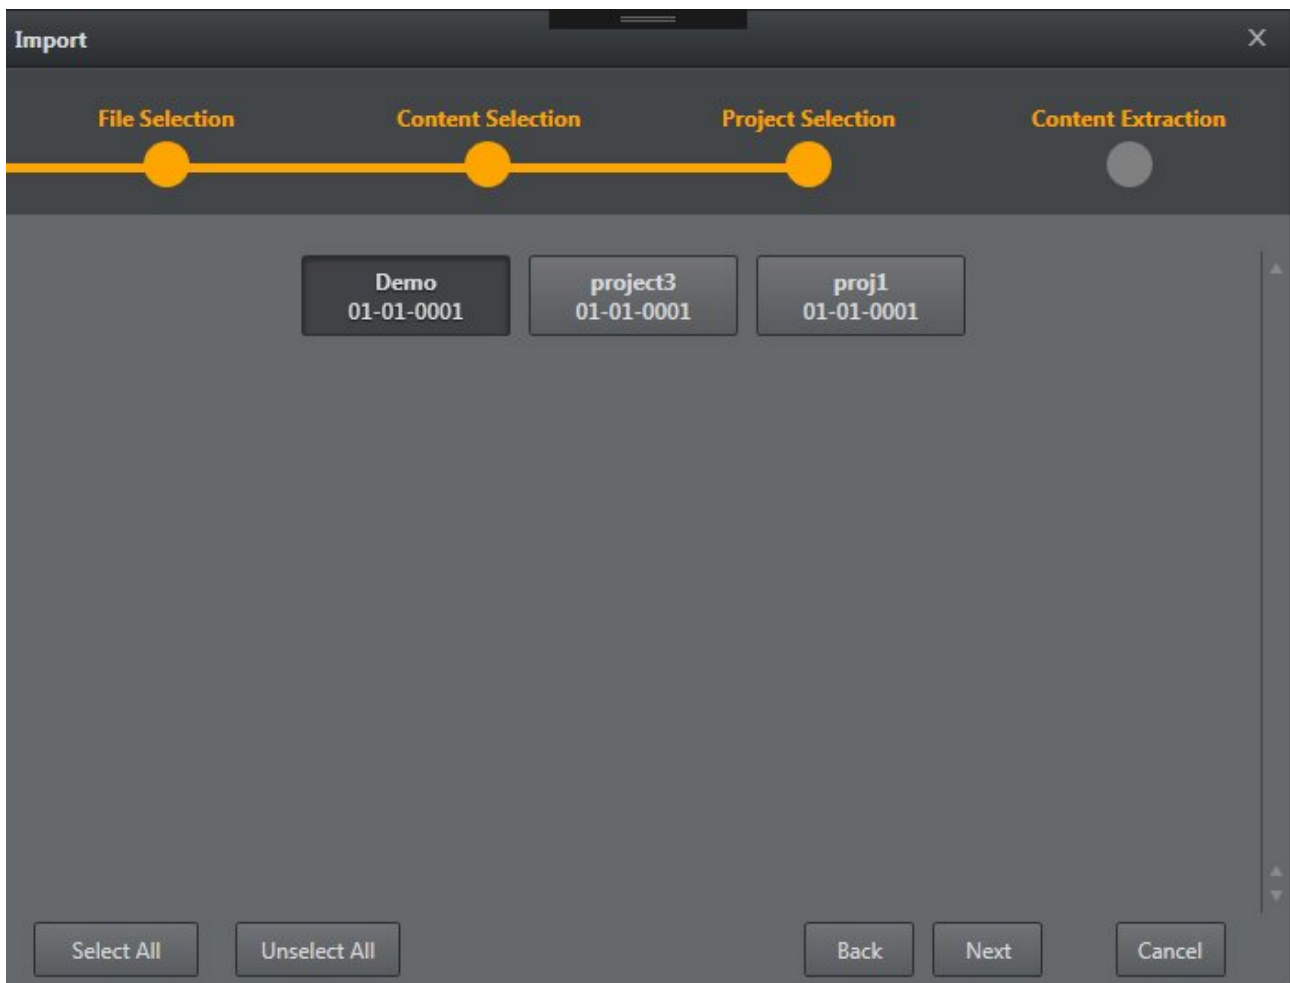 Import
X
File Selection
Content Selection
Project Selection
Content Extraction
Demo
01-01-0001
project3
01-01-0001
proj1
01-01-0001
Select All
Unselect All
Back
Next
Cancel